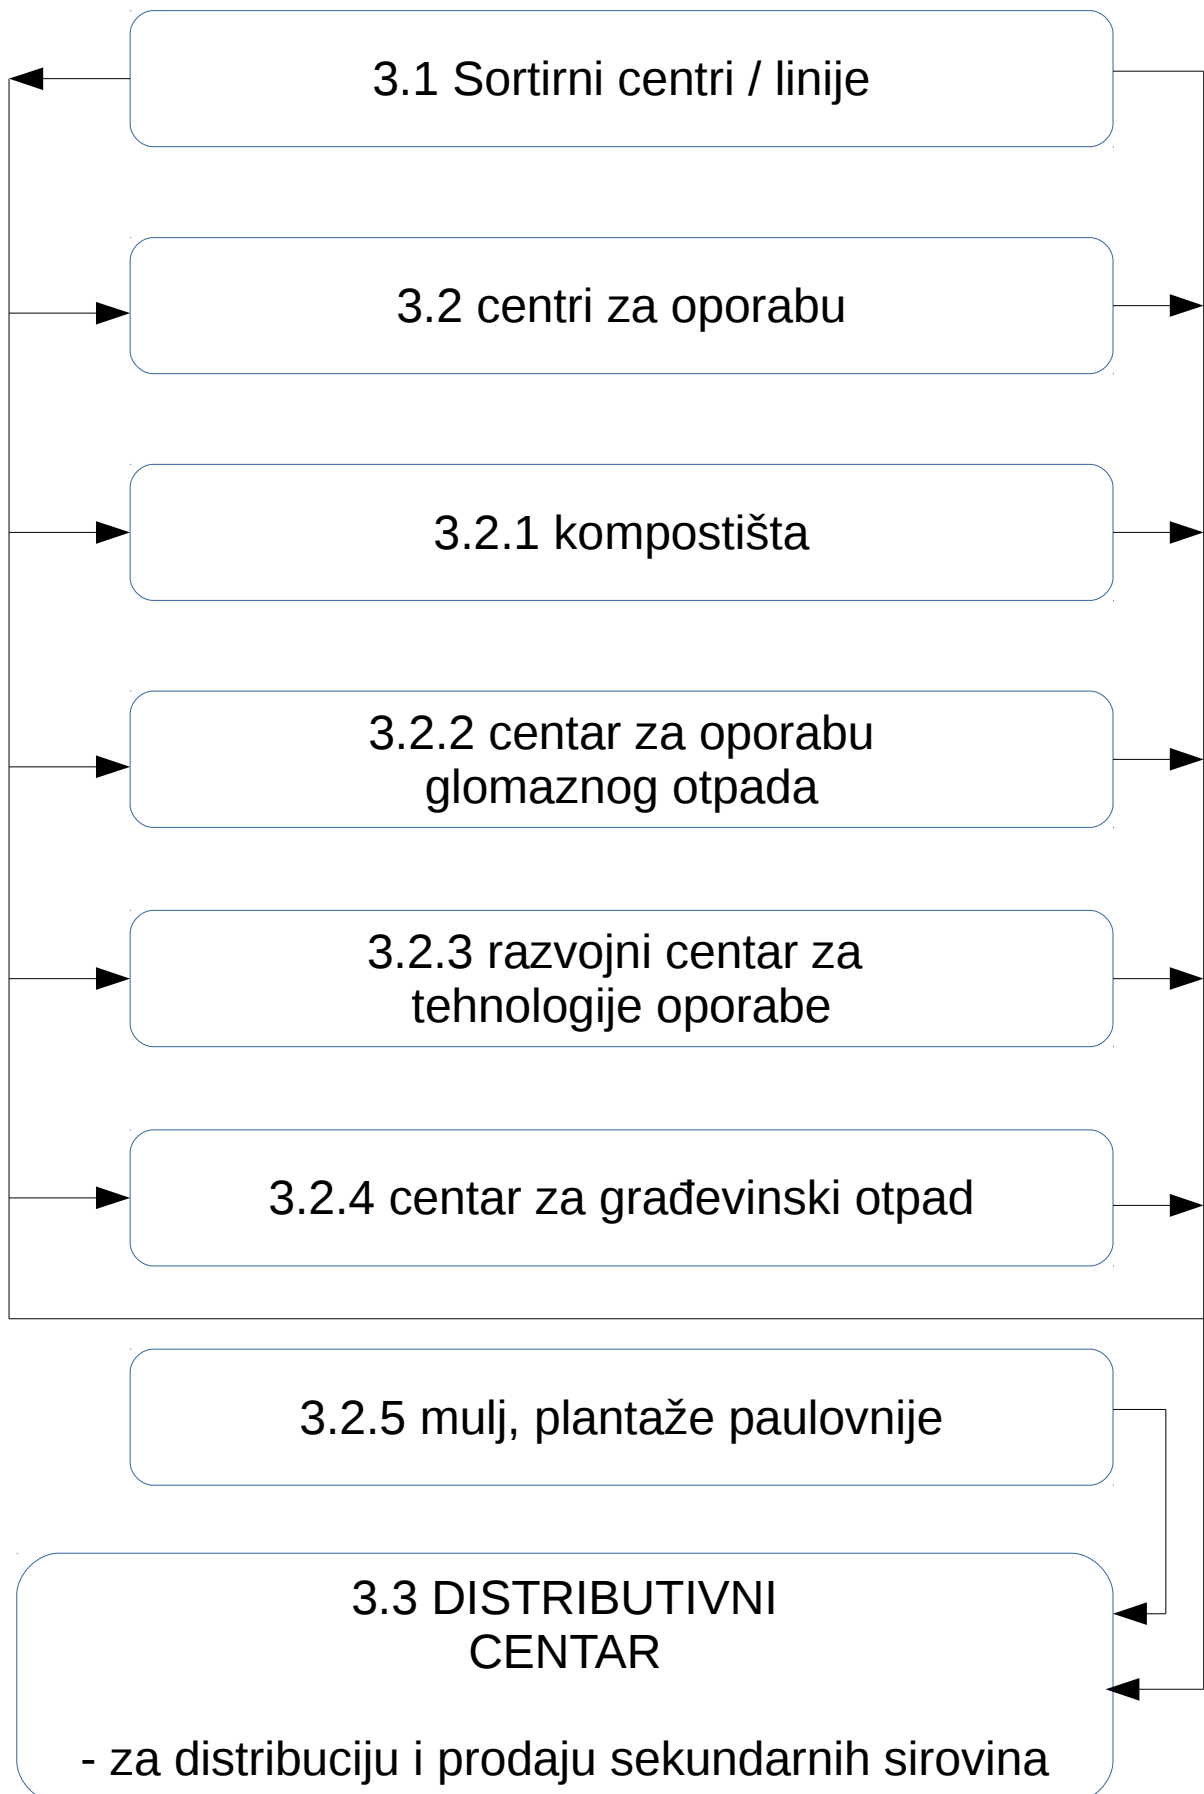 3.1 Sortirni centri / linije
3.2 centri za oporabu
3.2.1 kompostišta
3.2.2 centar za oporabu
glomaznog otpada
3.2.3 razvojni centar za
tehnologije oporabe
3.2.4 centar za građevinski otpad
3.2.5 mulj, plantaže paulovnije
3.3 DISTRIBUTIVNI
CENTAR
- za distribuciju i prodaju sekundarnih sirovina